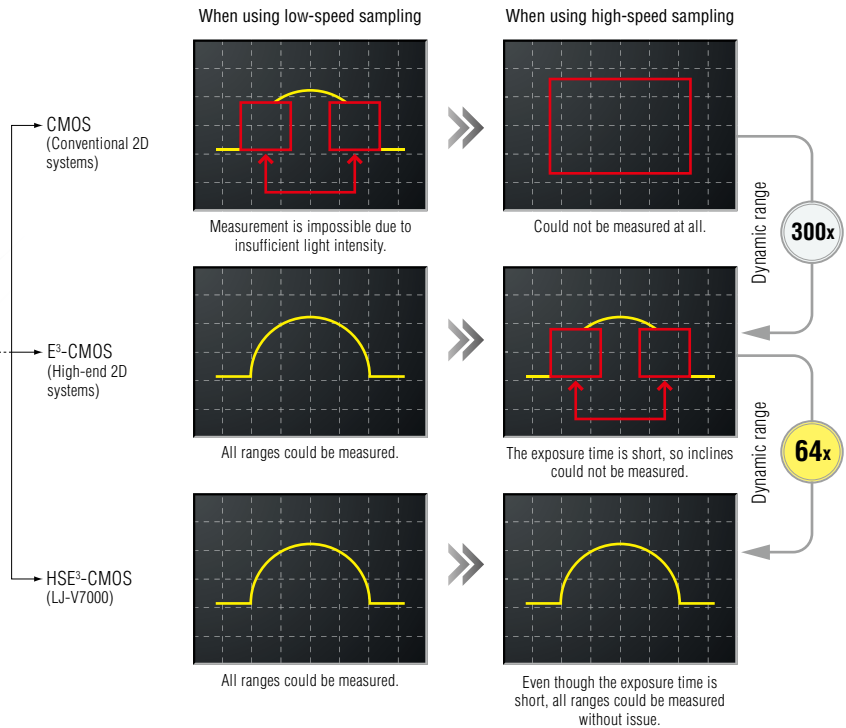 When using low-speed sampling
When using high-speed sampling
CMOS
(Conventional 2D
systems)
Measurement is impossible due to
insufficient light intensity.
Could not be measured at all.
Dynamic range
300x
E³-CMOS
(High-end 2D
systems)
All ranges could be measured.
The exposure time is short, so inclines
could not be measured.
Dynamic range
64x
HSE³-CMOS
(LJ-V7000)
All ranges could be measured.
Even though the exposure time is
short, all ranges could be measured
without issue.